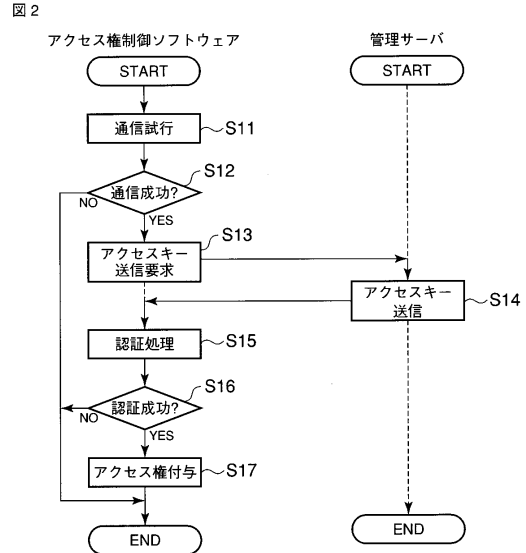 図2
アクセス権制御ソフトウェア
管理サーバ
START
START
通信試行
S11
通信成功?
S12
NO
YES
アクセスキー
送信要求
S13
アクセスキー
送信
S14
認証処理
S15
認証成功?
S16
NO
YES
アクセス権付与
S17
END
END